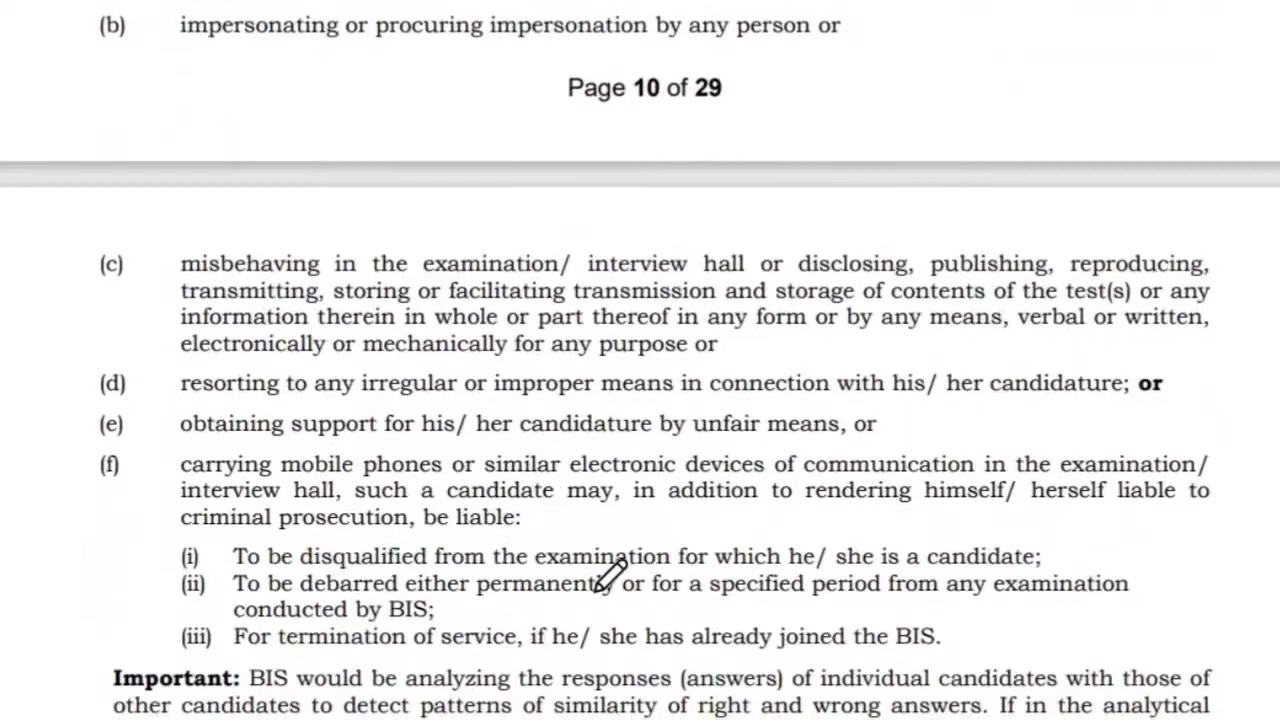 (b) impersonating or procuring impersonation by any person or
Page 10 of 29
(c) misbehaving in the examination/ interview hall or disclosing, publishing, reproducing,
transmitting, storing or facilitating transmission and storage of contents of the test(s) or any
information therein in whole or part thereof in any form or by any means, verbal or written,
electronically or mechanically for any purpose or
(d) resorting to any irregular or improper means in connection with his/ her candidature; or
(e) obtaining support for his/ her candidature by unfair means, or
(f) carrying mobile phones or similar electronic devices of communication in the examination/
interview hall, such a candidate may, in addition to rendering himself/ herself liable to
criminal prosecution, be liable:
(i) To be disqualified from the examination for which he/ she is a candidate;
(ii) To be debarred either permanently or for a specified period from any examination
conducted by BIS;
(iii) For termination of service, if he/ she has already joined the BIS.
Important: BIS would be analyzing the responses (answers) of individual candidates with those of
other candidates to detect patterns of similarity of right and wrong answers. If in the analytical